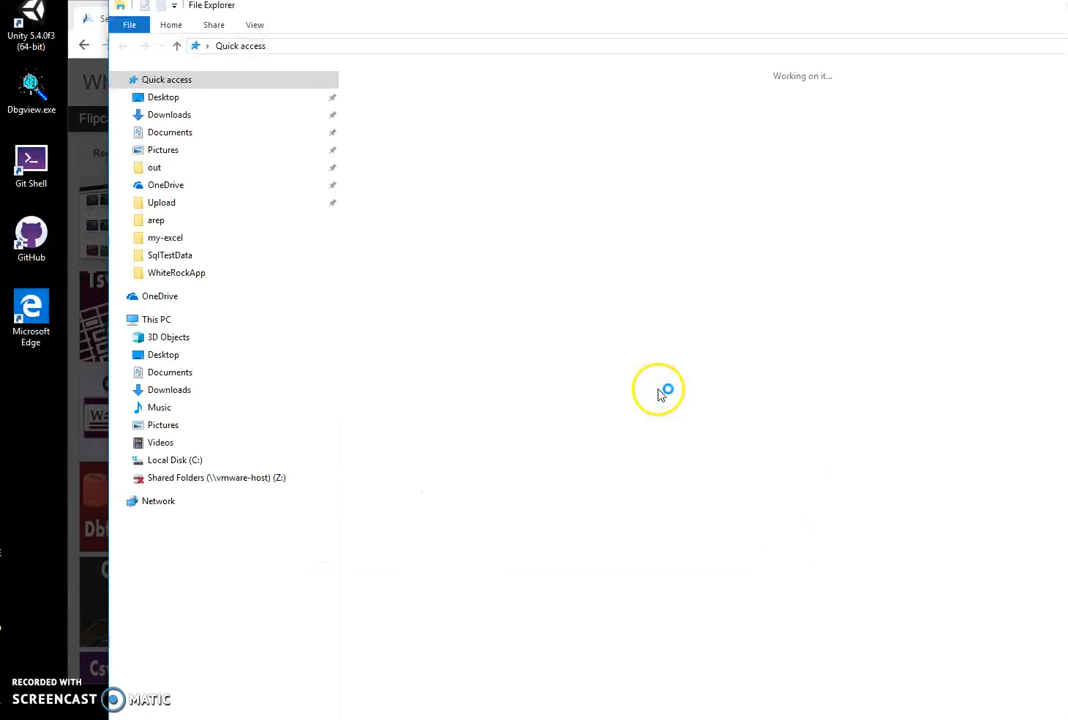 Unity 5.4.0f3
(64-bit)
Dbgview.exe
Git Shell
GitHub
Microsoft
Edge
File Explorer
File
Home
Share
View
Quick access
Working on it...
Quick access
Desktop
Downloads
Documents
Pictures
out
OneDrive
Upload
arep
my-excel
SqlTestData
WhiteRockApp
OneDrive
This PC
3D Objects
Desktop
Documents
Downloads
Music
Pictures
Videos
Local Disk (C:)
Shared Folders (\\vmware-host) (Z:)
Network
RECORDED WITH
SCREENCAST MATIC